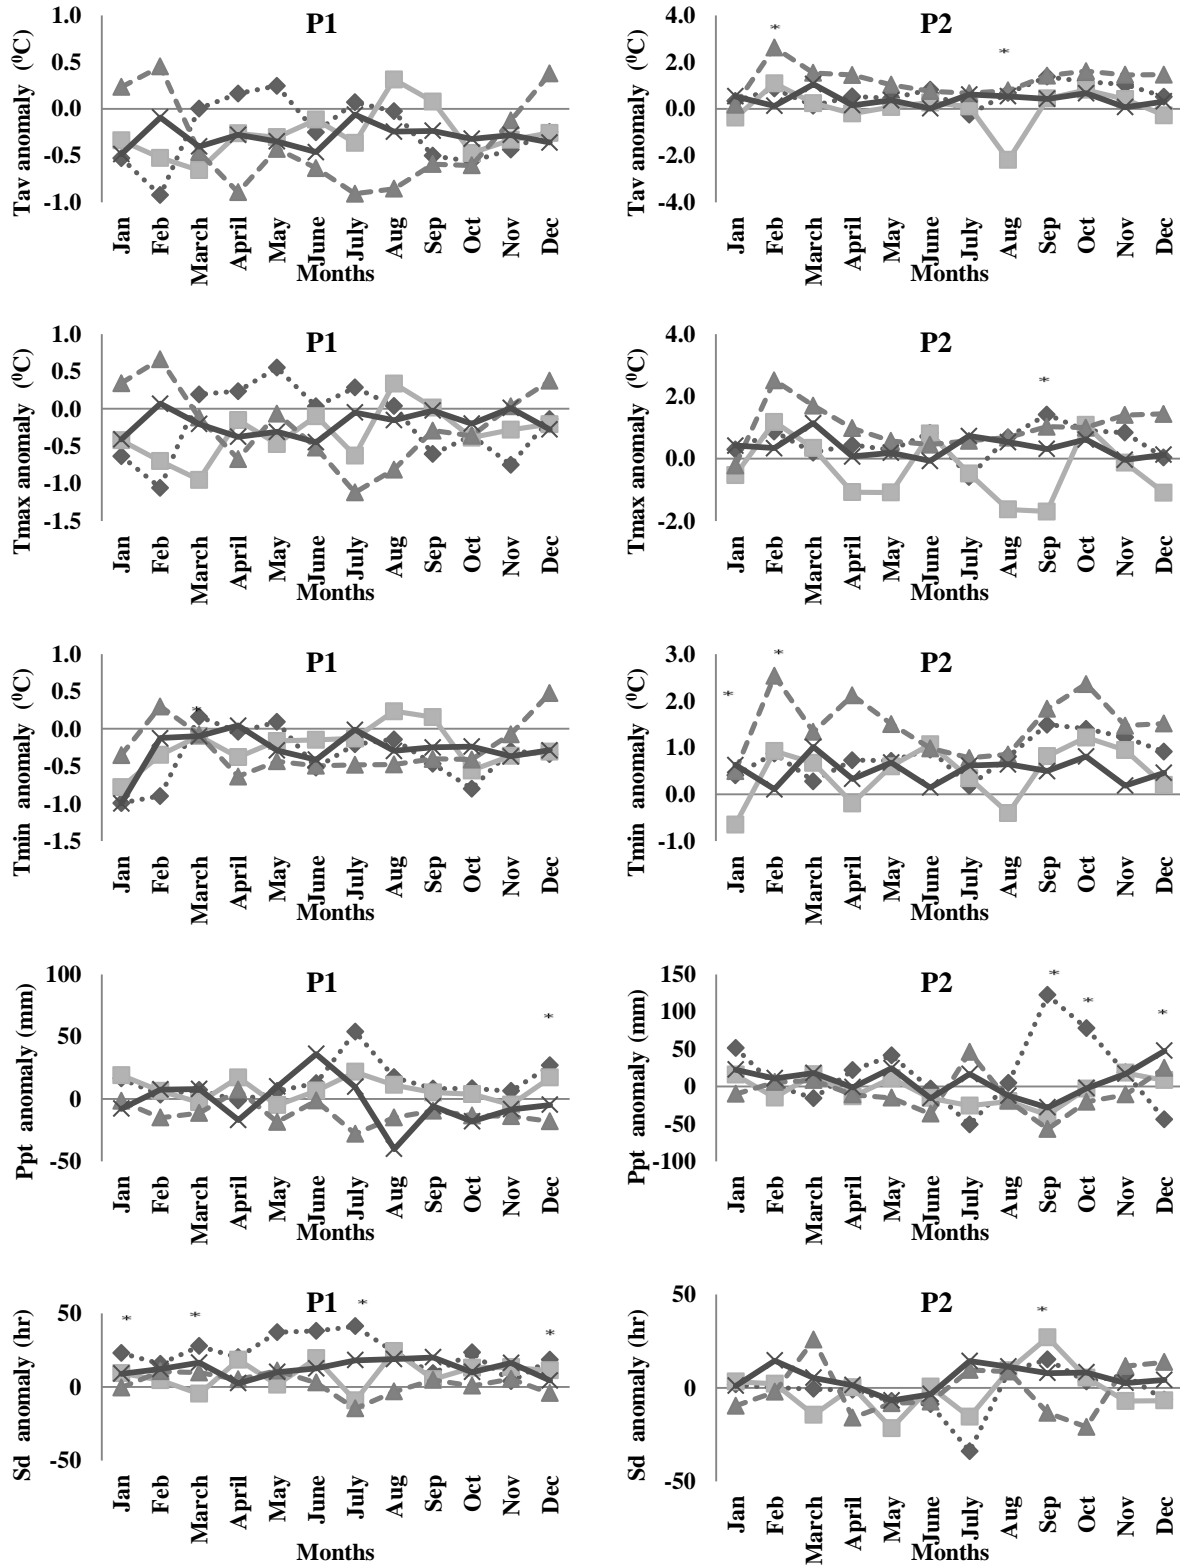 P1
Tav anomaly (⁰C)
1.0
0.5
0.0
-0.5
-1.0
Jan Feb March April May June July Aug Sep Oct Nov Dec
Months
P2
Tav anomaly (⁰C)
4.0
2.0
0.0
-2.0
-4.0
*
*
Jan Feb March April May June July Aug Sep Oct Nov Dec
Months
P1
Tmax anomaly (⁰C)
1.0
0.5
0.0
-0.5
-1.0
-1.5
Jan Feb March April May June July Aug Sep Oct Nov Dec
Months
P2
Tmax anomaly (⁰C)
4.0
2.0
0.0
-2.0
*
Jan Feb March April May June July Aug Sep Oct Nov Dec
Months
P1
Tmin anomaly (⁰C)
1.0
0.5
0.0
-0.5
-1.0
-1.5
*
Jan Feb March April May June July Aug Sep Oct Nov Dec
Months
P2
Tmin anomaly (⁰C)
3.0
2.0
1.0
0.0
-1.0
*
*
Jan Feb March April May June July Aug Sep Oct Nov Dec
Months
P1
Ppt anomaly (mm)
100
50
0
-50
*
Jan Feb March April May June July Aug Sep Oct Nov Dec
Months
P2
Ppt anomaly (mm)
150
100
50
0
-50
-100
*
*
*
Jan Feb March April May June July Aug Sep Oct Nov Dec
Months
P1
Sd anomaly (hr)
50
0
-50
*
*
*
*
Jan Feb March April May June July Aug Sep Oct Nov Dec
Months
P2
Sd anomaly (hr)
50
0
-50
*
Jan Feb March April May June July Aug Sep Oct Nov Dec
Months